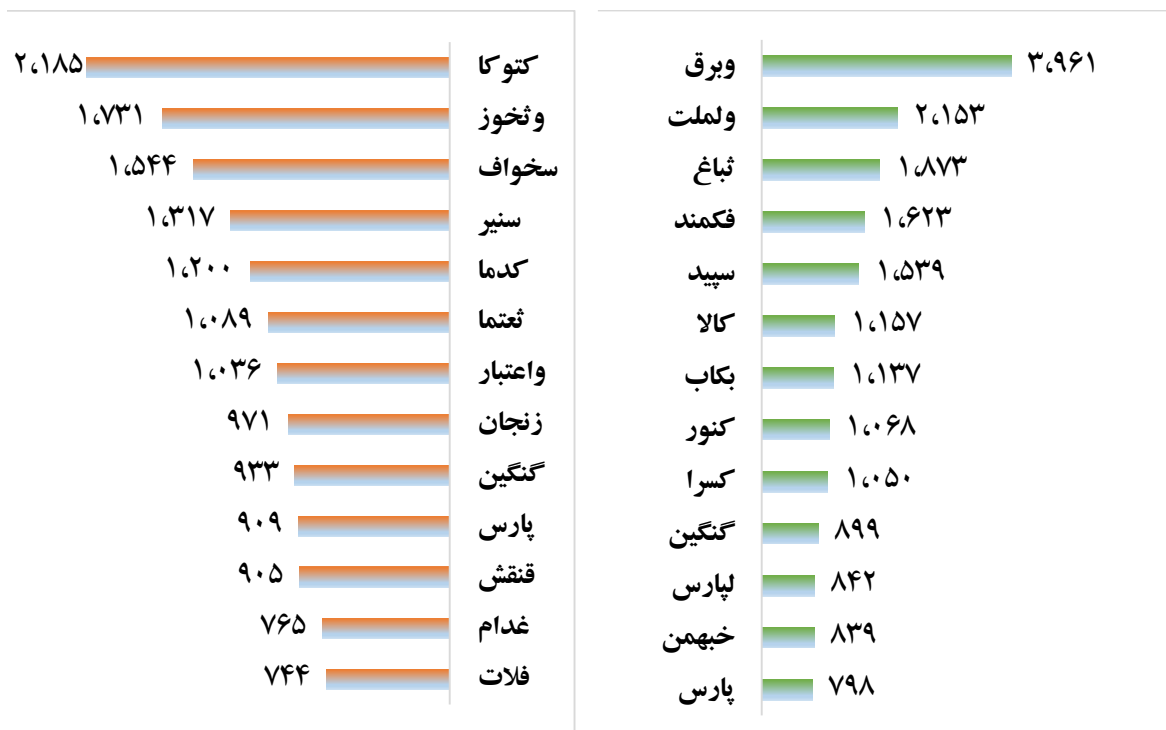 وبرق ۳،۹۶۱
ولملت ۲،۱۵۳
ثباغ ۱،۸۷۳
فکمند ۱،۶۲۳
سپید ۱،۵۳۹
کالا ۱،۱۵۷
بکاب ۱،۱۳۷
کنور ۱،۰۶۸
کسرا ۱،۰۵۰
گنگین ۸۹۹
لپارس ۸۴۲
خبهمن ۸۳۹
پارس ۷۹۸
کتوکا ۲،۱۸۵
وثخوز ۱،۷۳۱
سخواف ۱،۵۴۴
سنیر ۱،۳۱۷
کدما ۱،۲۰۰
ثعتما ۱،۰۸۹
واعتبار ۱،۰۳۶
زنجان ۹۷۱
گنگین ۹۳۳
پارس ۹۰۹
قنقش ۹۰۵
غدام ۷۶۵
فلات ۷۴۴